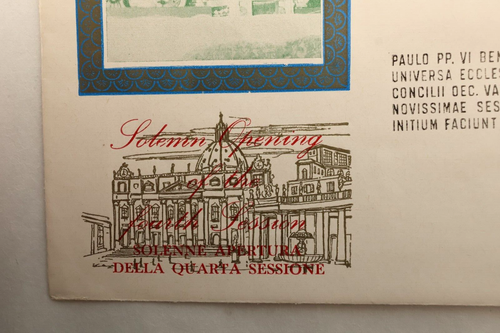 Solemn Opening
of the
fourth Session
SOLENNE APERTURA
DELLA QUARTA SESSIONE
PAULO PP. VI BEN
UNIVERSA ECCLES
CONCILII OEC. VA
NOVISSIMAE SES
INITIUM FACIUNT